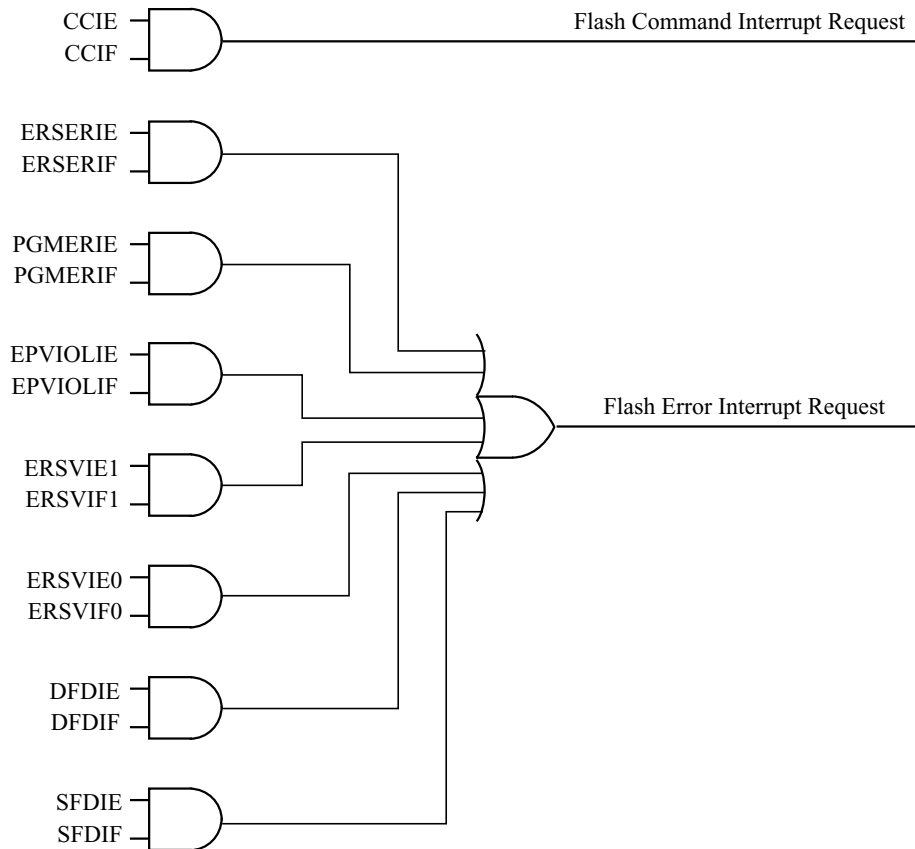 CCIE
CCIF
Flash Command Interrupt Request
ERSERIE
ERSERIF
PGMERIE
PGMERIF
EPVIOLIE
EPVIOLIF
Flash Error Interrupt Request
ERSVIE1
ERSVIF1
ERSVIE0
ERSVIF0
DFDIE
DFDIF
SFDIE
SFDIF